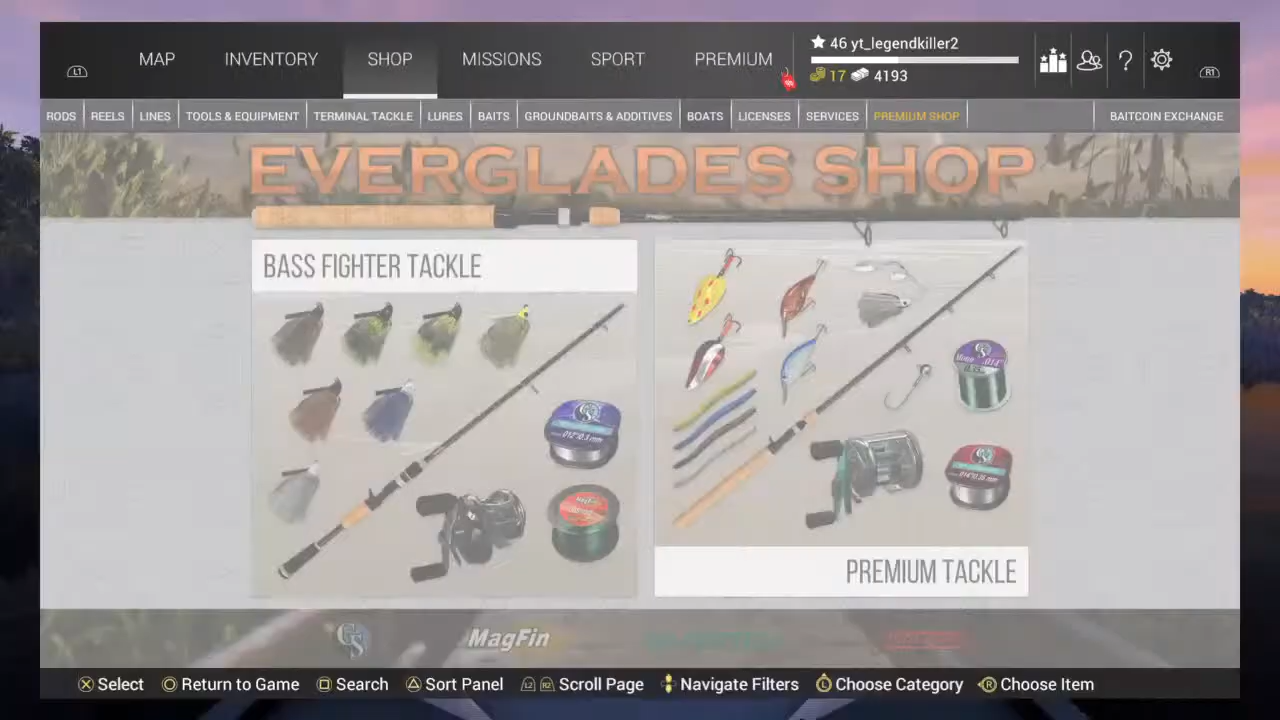 L1
MAP
INVENTORY
SHOP
MISSIONS
SPORT
PREMIUM
46 yt_legendkiller2
17 4193
R1
RODS
REELS
LINES
TOOLS & EQUIPMENT
TERMINAL TACKLE
LURES
BAITS
GROUNDBAITS & ADDITIVES
BOATS
LICENSES
SERVICES
PREMIUM SHOP
BAITCOIN EXCHANGE
EVERGLADES SHOP
BASS FIGHTER TACKLE
PREMIUM TACKLE
MagFin
Select
Return to Game
Search
Sort Panel
L2 R2 Scroll Page
Navigate Filters
L Choose Category
R Choose Item